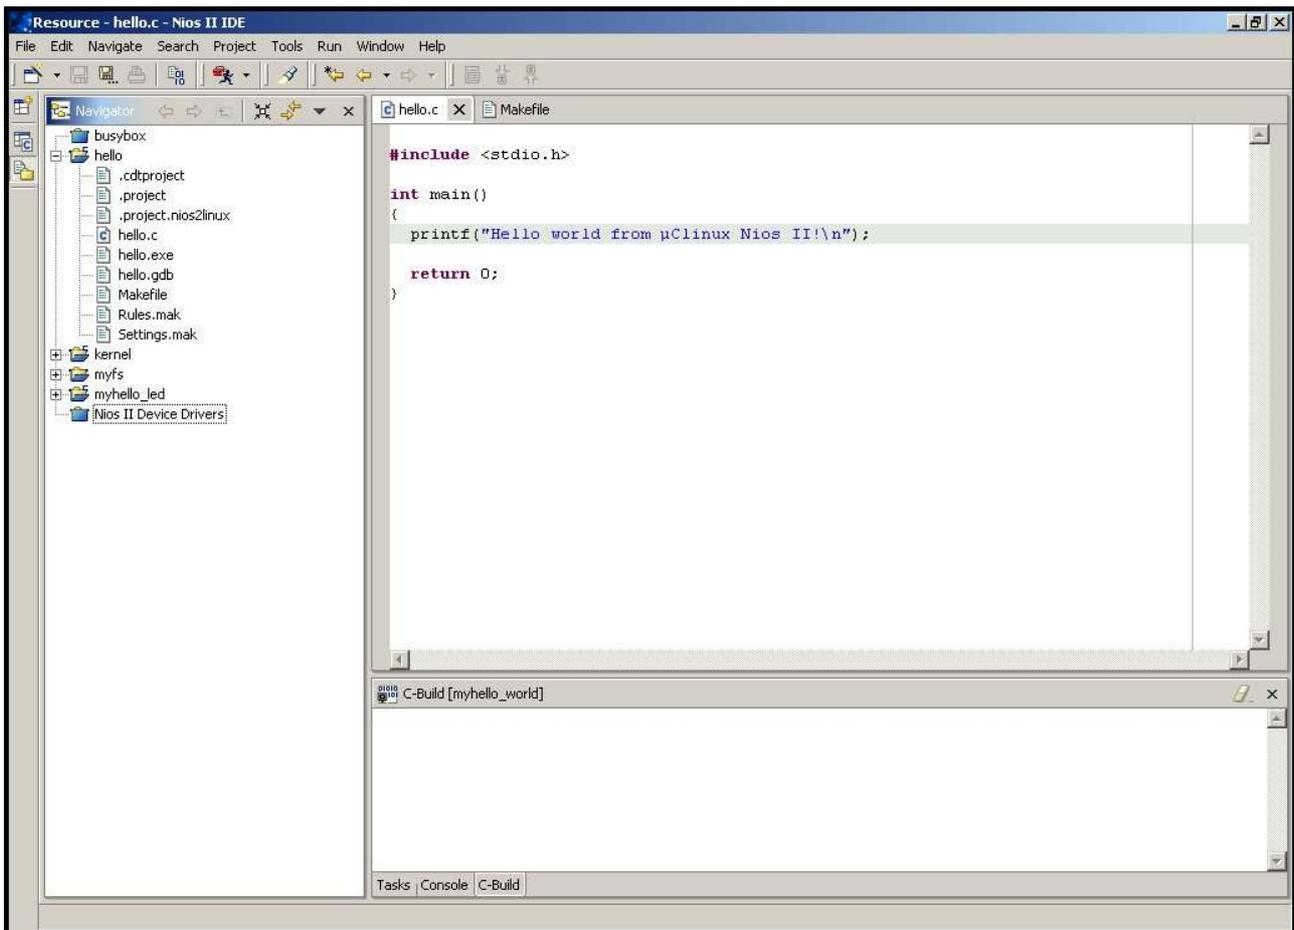 Resource - hello.c - Nios II IDE
File Edit Navigate Search Project Tools Run Window Help
Navigator
busybox
hello
.cdtproject
.project
.project.nios2linux
hello.c
hello.exe
hello.gdb
Makefile
Rules.mak
Settings.mak
kernel
myfs
myhello_led
Nios II Device Drivers
hello.c Makefile
#include <stdio.h>
int main()
{
printf("Hello world from µClinux Nios II!\n");
return 0;
}
C-Build [myhello_world]
Tasks Console C-Build